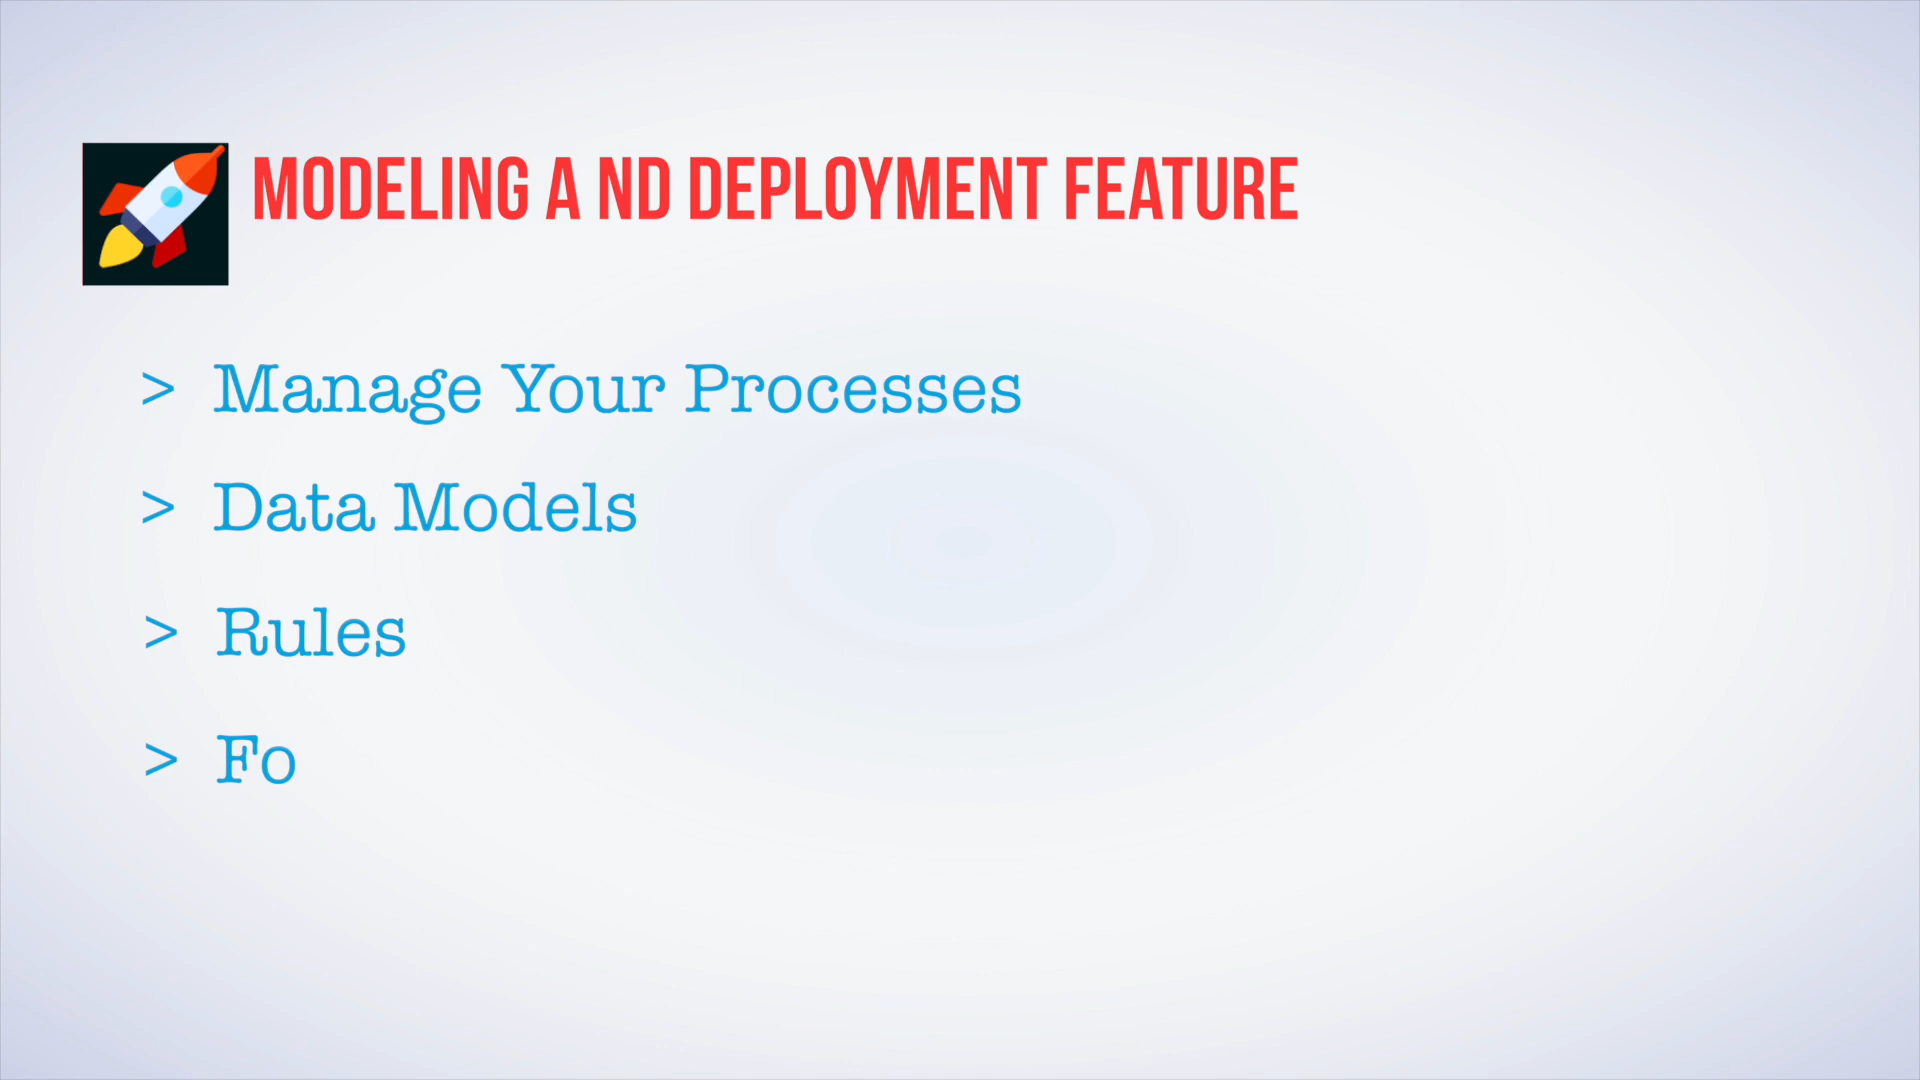 MODELING A ND DEPLOYMENT FEATURE
> Manage Your Processes
> Data Models
> Rules
> Fo